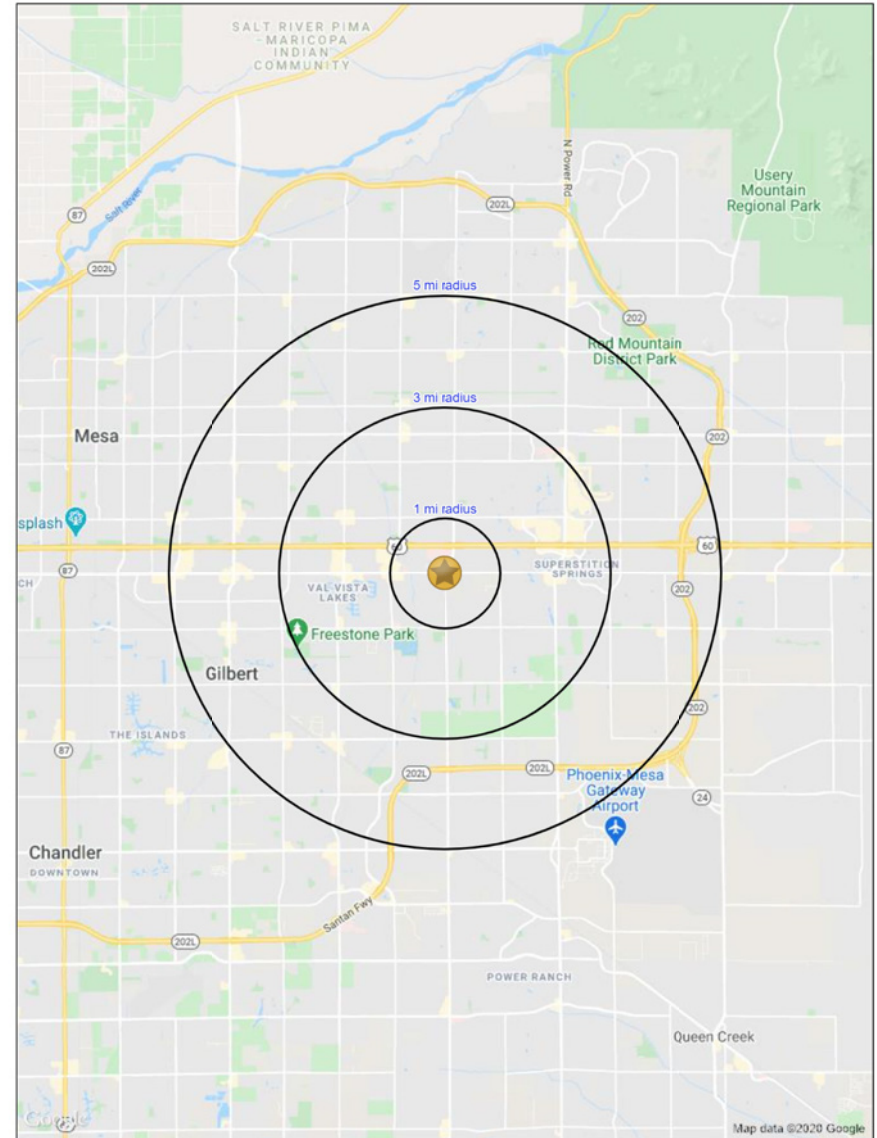 SALT RIVER PIMA
-MARICOPA
INDIAN
COMMUNITY
N Power Rd
Usery
Mountain
Regional Park
87
Salt River
202L
202L
5 mi radius
202
Red Mountain
District Park
3 mi radius
Mesa
202
1 mi radius
splash
60
60
CH
87
SUPERSTITION
SPRINGS
VAL VISTA
LAKES
202
Freestone Park
Gilbert
202
THE ISLANDS
87
202L
202L
Phoenix-Mesa
Gateway
Airport
24
Chandler
DOWNTOWN
Santan Fwy
202L
POWER RANCH
Queen Creek
Google
87
Map data ©2020 Google